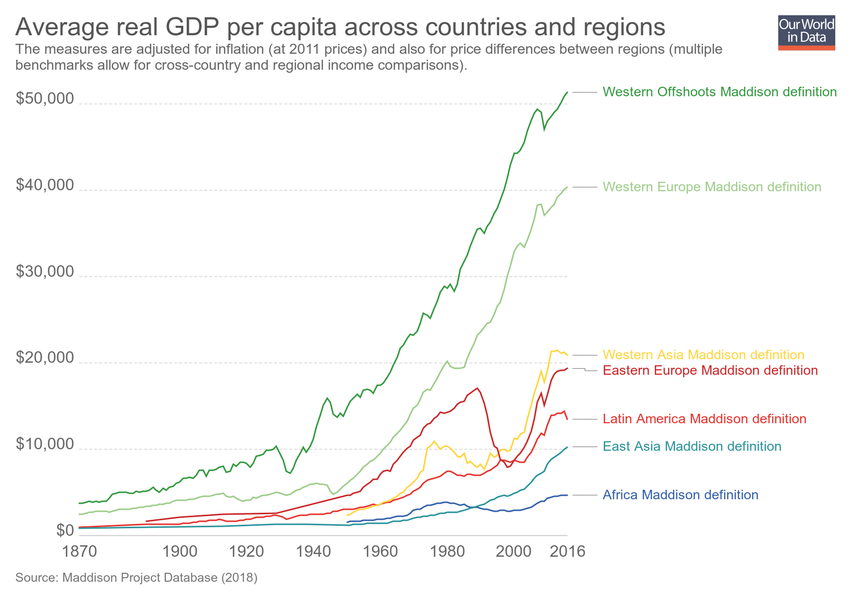 Average real GDP per capita across countries and regions
Our World
in Data
The measures are adjusted for inflation (at 2011 prices) and also for price differences between regions (multiple
benchmarks allow for cross-country and regional income comparisons).
$50,000
Western Offshoots Maddison definition
$40,000
Western Europe Maddison definition
$30,000
$20,000
Western Asia Maddison definition
Eastern Europe Maddison definition
Latin America Maddison definition
$10,000
East Asia Maddison definition
Africa Maddison definition
$0
1870 1900 1920 1940 1960 1980 2000 2016
Source: Maddison Project Database (2018)